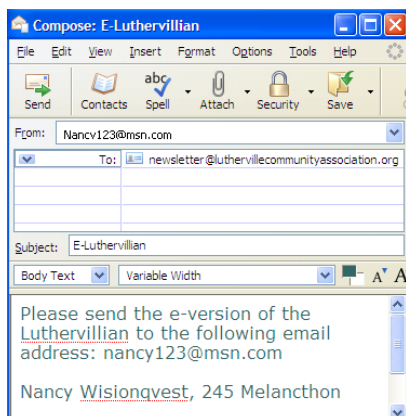 Compose: E-Luthervillian
File Edit View Insert Format Options Tools Help
Send Contacts Spell Attach Security Save
From: Nancy123@msn.com
To: newsletter@luthervillecommunityassociation.org
Subject: E-Luthervillian
Body Text Variable Width
Please send the e-version of the
Luthervillian to the following email
address: nancy123@msn.com
Nancy Wisionqvest, 245 Melancthon